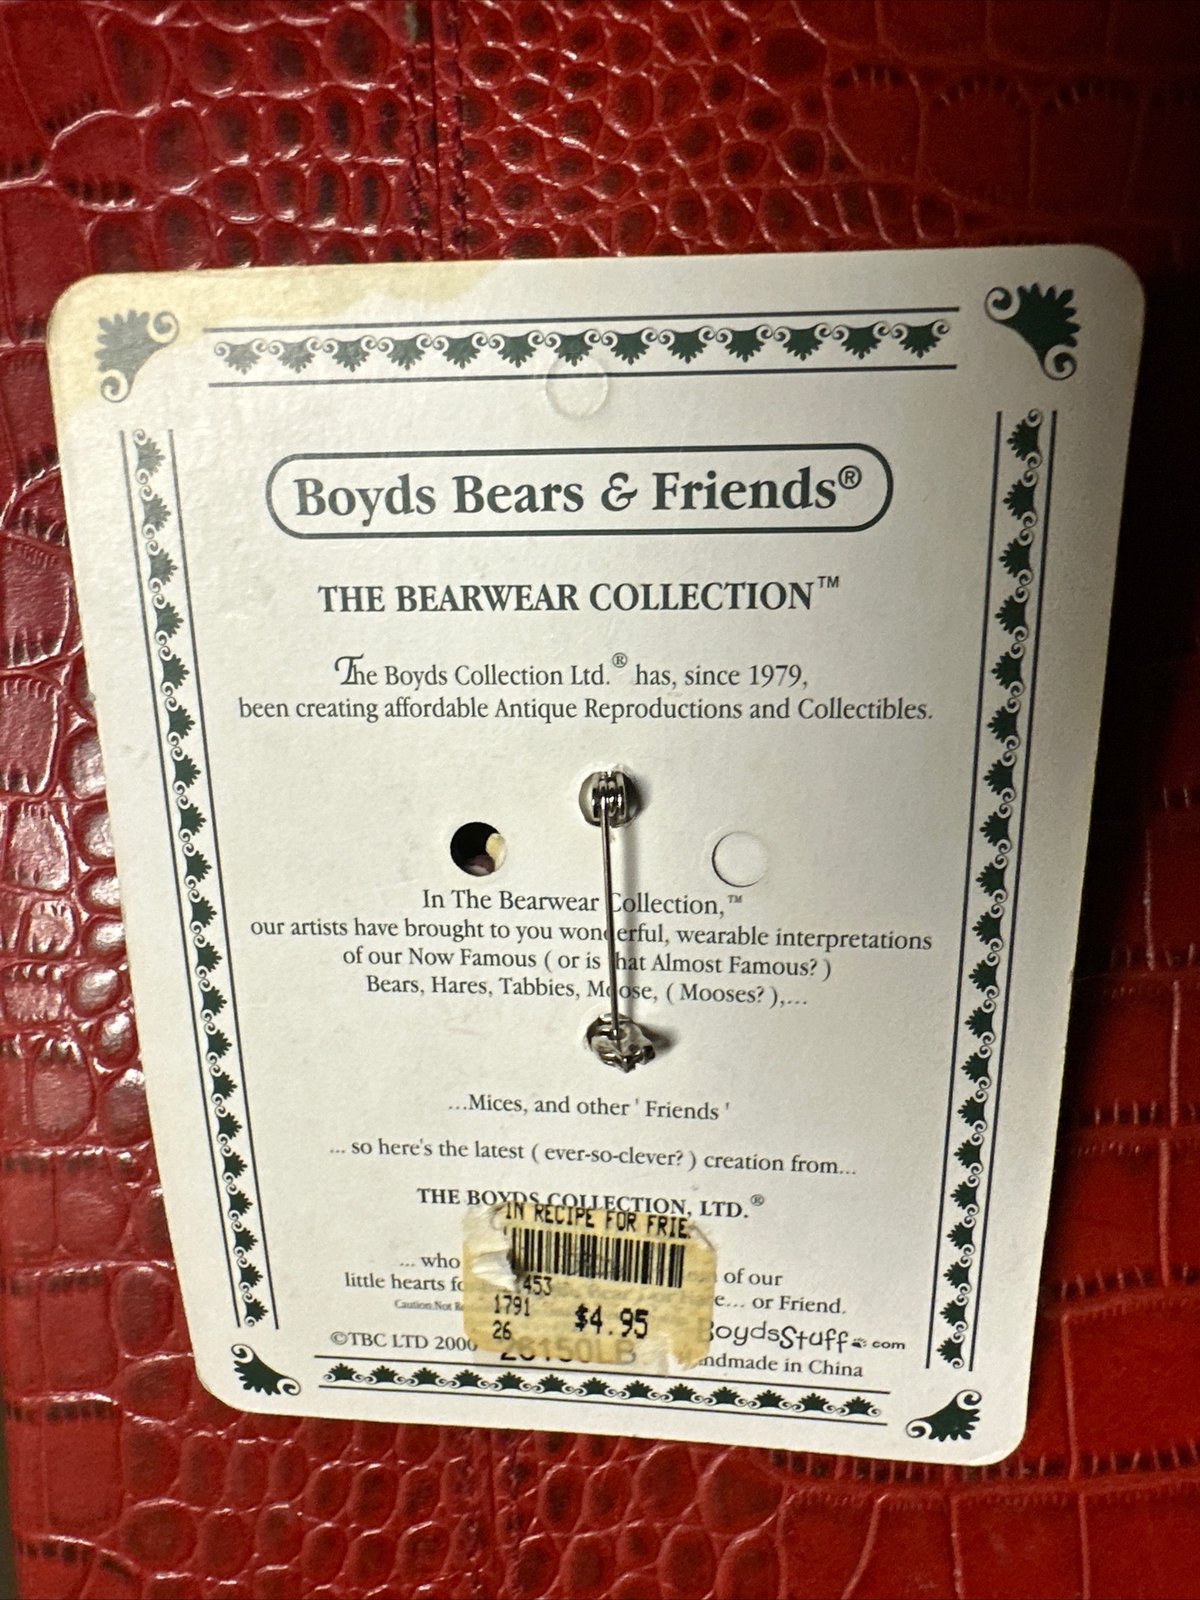 Boyds Bears & Friends®
THE BEARWEAR COLLECTION™
The Boyds Collection Ltd.® has, since 1979,
been creating affordable Antique Reproductions and Collectibles.
In The Bearwear Collection,™
our artists have brought to you wonderful, wearable interpretations
of our Now Famous ( or is that Almost Famous? )
Bears, Hares, Tabbies, Moose, ( Mooses? ),...
...Mices, and other ' Friends '
... so here's the latest ( ever-so-clever? ) creation from...
THE BOYDS COLLECTION, LTD.®
IN RECIPE FOR FRIE
... who of our
little hearts or Friend.
453
1791 $4.95
26
Caution: Not
©TBC LTD 2000 26150LB BoydsStuff.com
in China